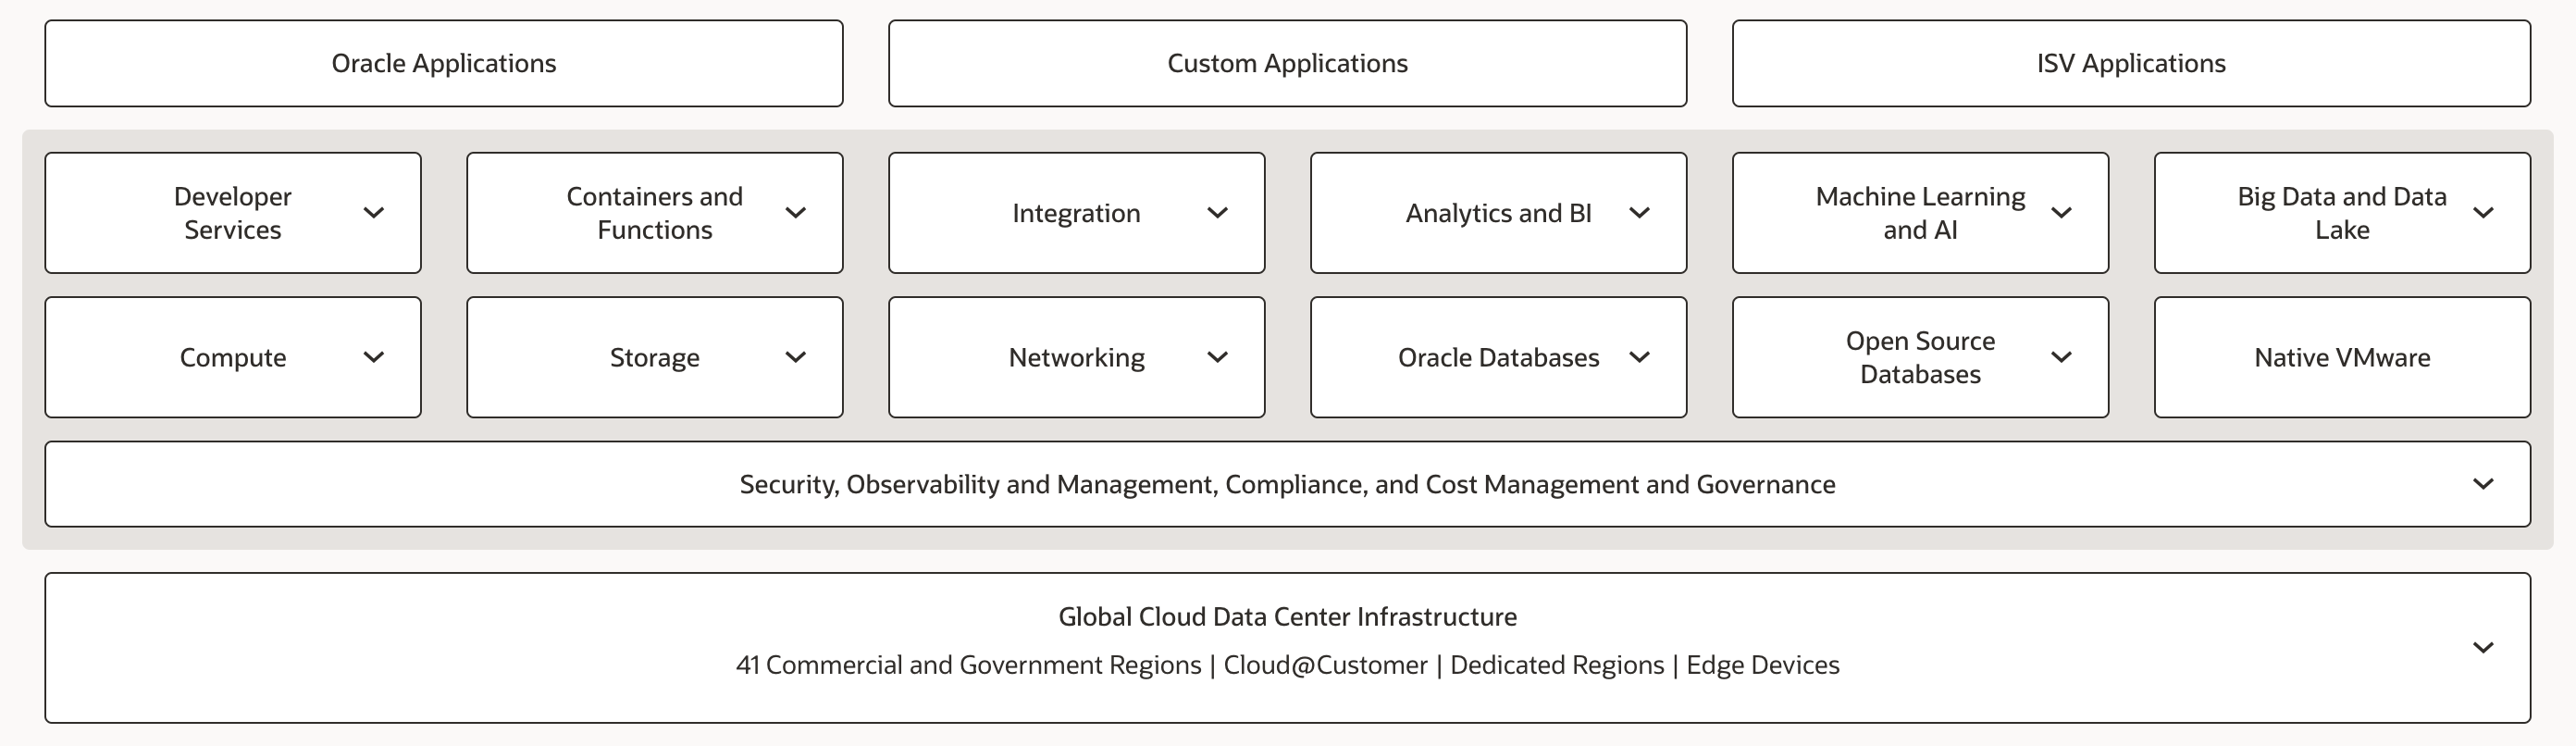 Oracle Applications
Custom Applications
ISV Applications
Developer
Services
Containers and
Functions
Integration
Analytics and BI
Machine Learning
and AI
Big Data and Data
Lake
Compute
Storage
Networking
Oracle Databases
Open Source
Databases
Native VMware
Security, Observability and Management, Compliance, and Cost Management and Governance
Global Cloud Data Center Infrastructure
41 Commercial and Government Regions | Cloud@Customer | Dedicated Regions | Edge Devices